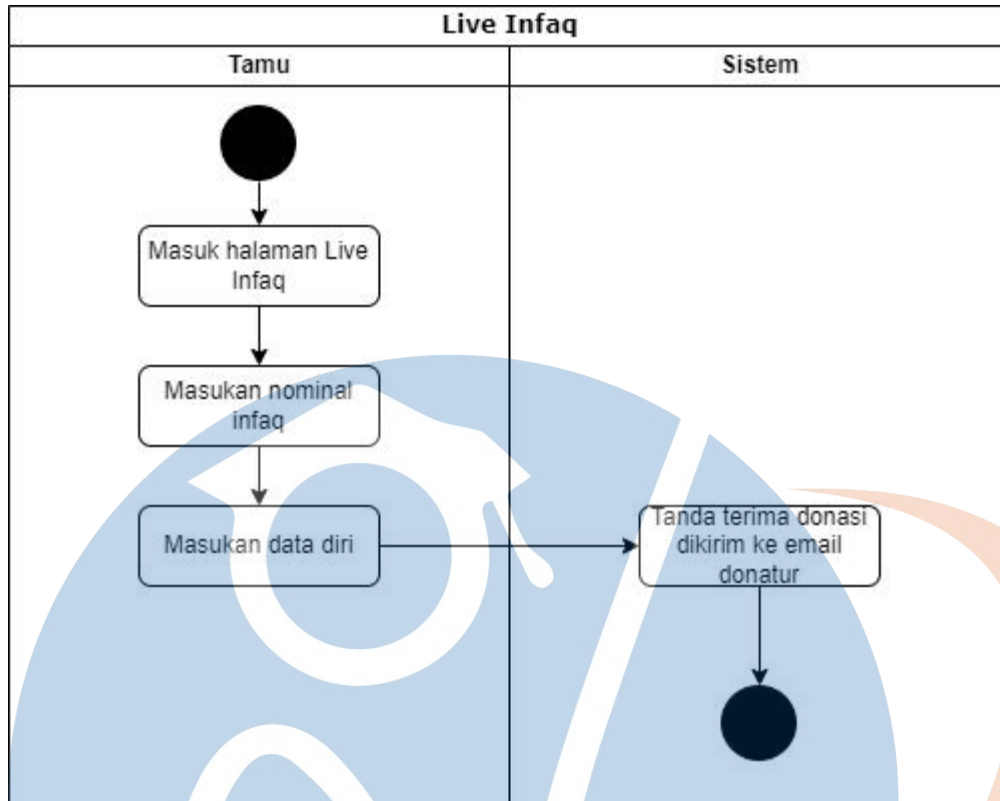 Live Infaq
Tamu
Sistem
Masuk halaman Live
Infaq
Masukan nominal
infaq
Masukan data diri
Tanda terima donasi
dikirim ke email
donatur